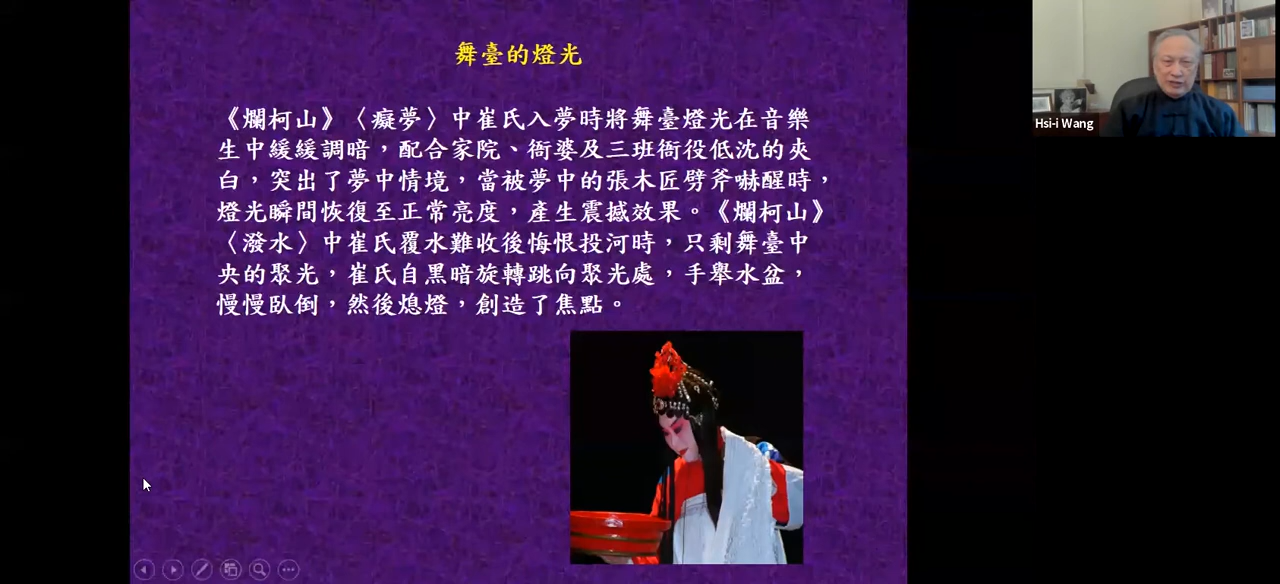 舞臺的燈光
《爛柯山》〈癡夢〉中崔氏入夢時將舞臺燈光在音樂
生中緩緩調暗，配合家院、衙婆及三班衙役低沈的夾
白，突出了夢中情境，當被夢中的張木匠劈斧嚇醒時，
燈光瞬間恢復至正常亮度，產生震撼效果。《爛柯山》
〈潑水〉中崔氏覆水難收後悔恨投河時，只剩舞臺中
央的聚光，崔氏自黑暗旋轉跳向聚光處，手舉水盆，
慢慢臥倒，然後熄燈，創造了焦點。
Hsi-i Wang